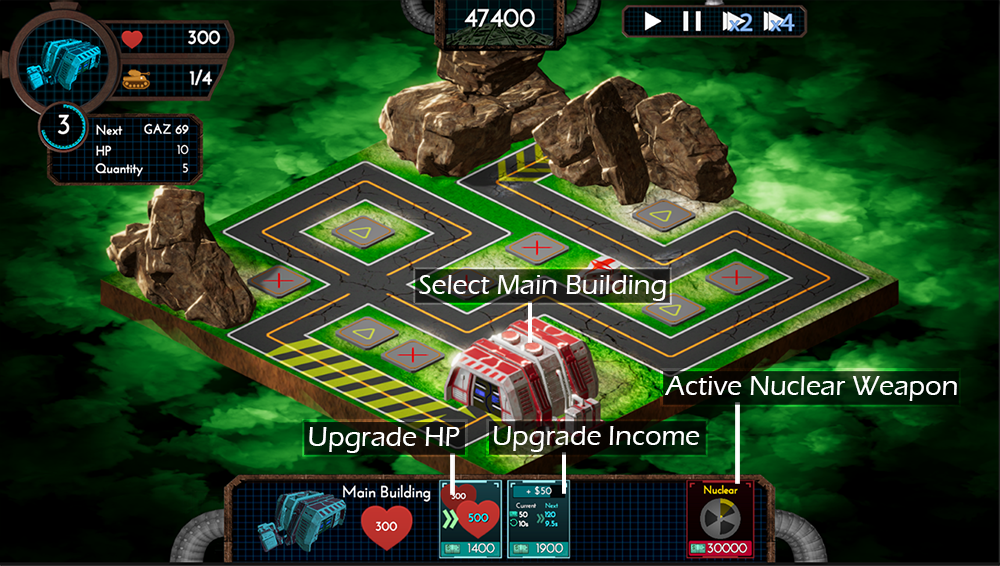 47400
x2
x4
300
1/4
3
Next GAZ 69
HP 10
Quantity 5
Select Main Building
Active Nuclear Weapon
Upgrade HP
Upgrade Income
Main Building
300
300
500
1400
+ $50
Current Next
50 120
10s 9.5s
1900
Nuclear
30000